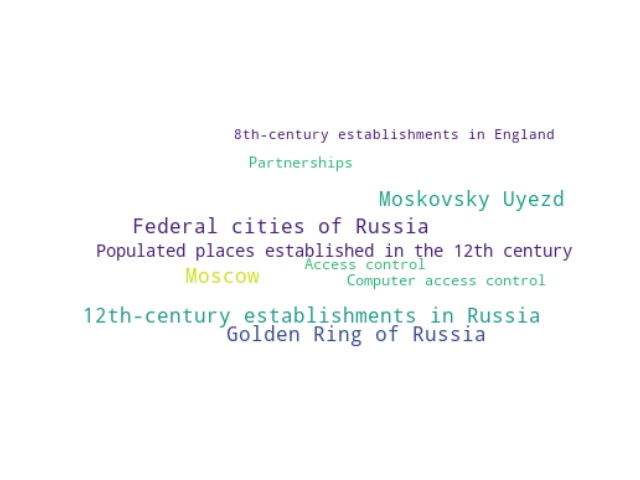 8th-century establishments in England
Partnerships
Moskovsky Uyezd
Federal cities of Russia
Populated places established in the 12th century
Access control
Moscow
Computer access control
12th-century establishments in Russia
Golden Ring of Russia